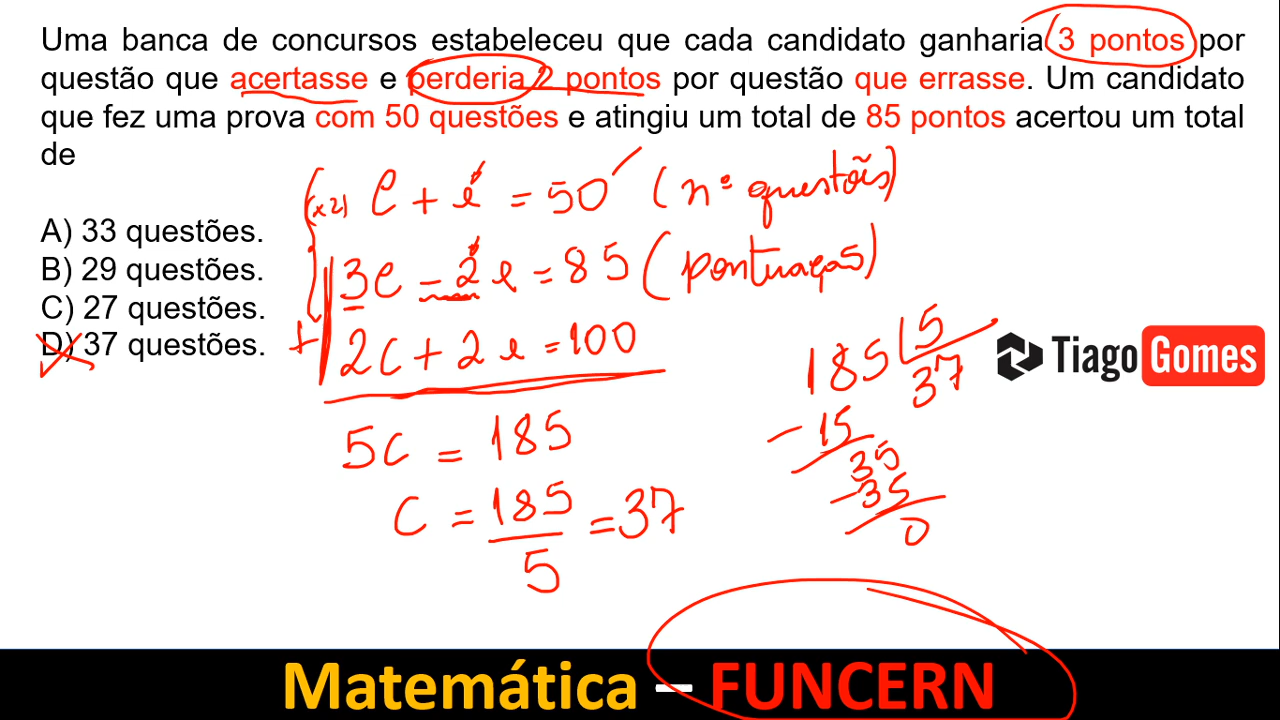 Uma banca de concursos estabeleceu que cada candidato ganharia 3 pontos por
questão que acertasse e perderia 2 pontos por questão que errasse. Um candidato
que fez uma prova com 50 questões e atingiu um total de 85 pontos acertou um total
de
A) 33 questões.
B) 29 questões.
C) 27 questões.
D) 37 questões.
(x2) C + e = 50 (nº questões)
3C - 2e = 85 (pontuação)
+ 2C + 2e = 100
5C = 185
C = 185
5
= 37
185 5
37
- 15
35
-35
0
Tiago Gomes
Matemática – FUNCERN